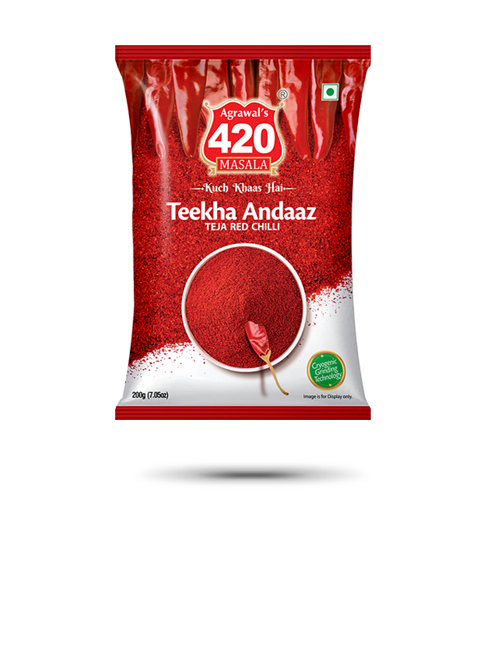 ®
Agrawal's
420
MASALA
Kuch Khaas Hai
Teekha Andaaz
TEJA RED CHILLI
Cryogenic
Grinding
Technology
200g (7.05oz)
Image is for Display only.